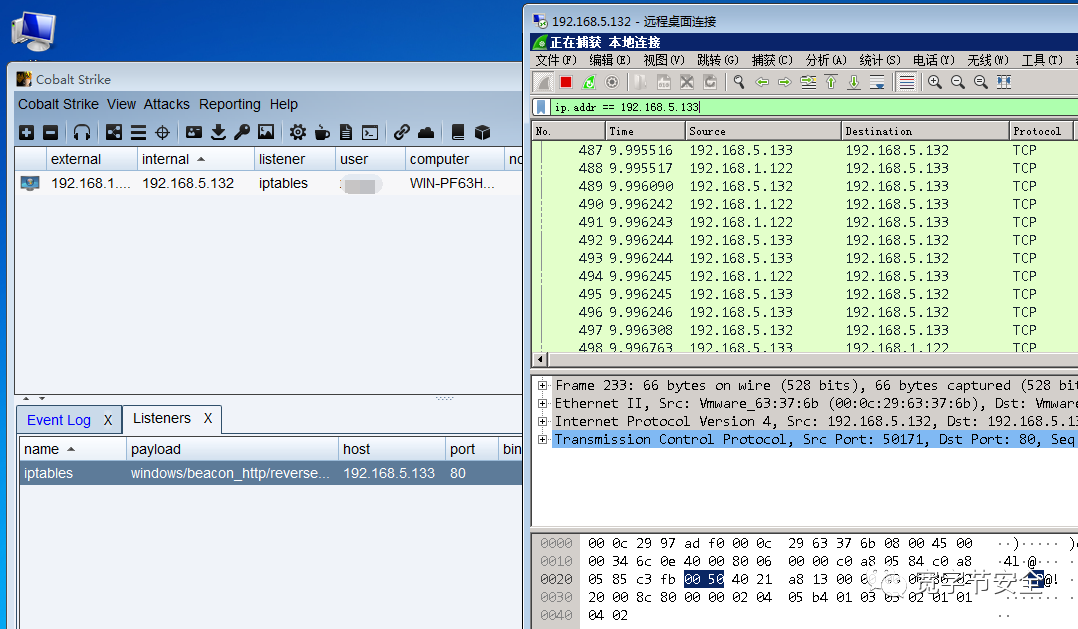 Cobalt Strike
Cobalt Strike View Attacks Reporting Help
external internal listener user computer
192.168.1.... 192.168.5.132 iptables WIN-PF63H...
Event Log X Listeners X
name payload host port bin
iptables windows/beacon_http/reverse... 192.168.5.133 80
192.168.5.132 - 远程桌面连接
正在捕获 本地连接
文件(F) 编辑(E) 视图(V) 跳转(G) 捕获(C) 分析(A) 统计(S) 电话(Y) 无线(W) 工具(T)
ip.addr == 192.168.5.133
No. Time Source Destination Protocol
487 9.995516 192.168.5.133 192.168.5.132 TCP
488 9.995517 192.168.1.122 192.168.5.133 TCP
489 9.996090 192.168.5.132 192.168.5.133 TCP
490 9.996242 192.168.1.122 192.168.5.133 TCP
491 9.996243 192.168.1.122 192.168.5.133 TCP
492 9.996244 192.168.5.133 192.168.5.132 TCP
493 9.996244 192.168.5.133 192.168.5.132 TCP
494 9.996245 192.168.1.122 192.168.5.133 TCP
495 9.996245 192.168.5.133 192.168.5.132 TCP
496 9.996246 192.168.5.133 192.168.5.132 TCP
497 9.996308 192.168.5.132 192.168.5.133 TCP
498 9.996763 192.168.5.133 192.168.1.122 TCP
Frame 233: 66 bytes on wire (528 bits), 66 bytes captured (528 bit
Ethernet II, Src: Vmware_63:37:6b (00:0c:29:63:37:6b), Dst: Vmware
Internet Protocol Version 4, Src: 192.168.5.132, Dst: 192.168.5.13
Transmission Control Protocol, Src Port: 50171, Dst Port: 80, Seq
0000 00 0c 29 97 ad f0 00 0c 29 63 37 6b 08 00 45 00
0010 00 34 6c 0e 40 00 80 06 00 00 c0 a8 05 84 c0 a8
0020 05 85 c3 fb 00 50 40 21 a8 13 00
0030 20 00 8c 80 00 00 02 04 05 b4 01 03 03 02 01 01
0040 04 02
宽字节安全